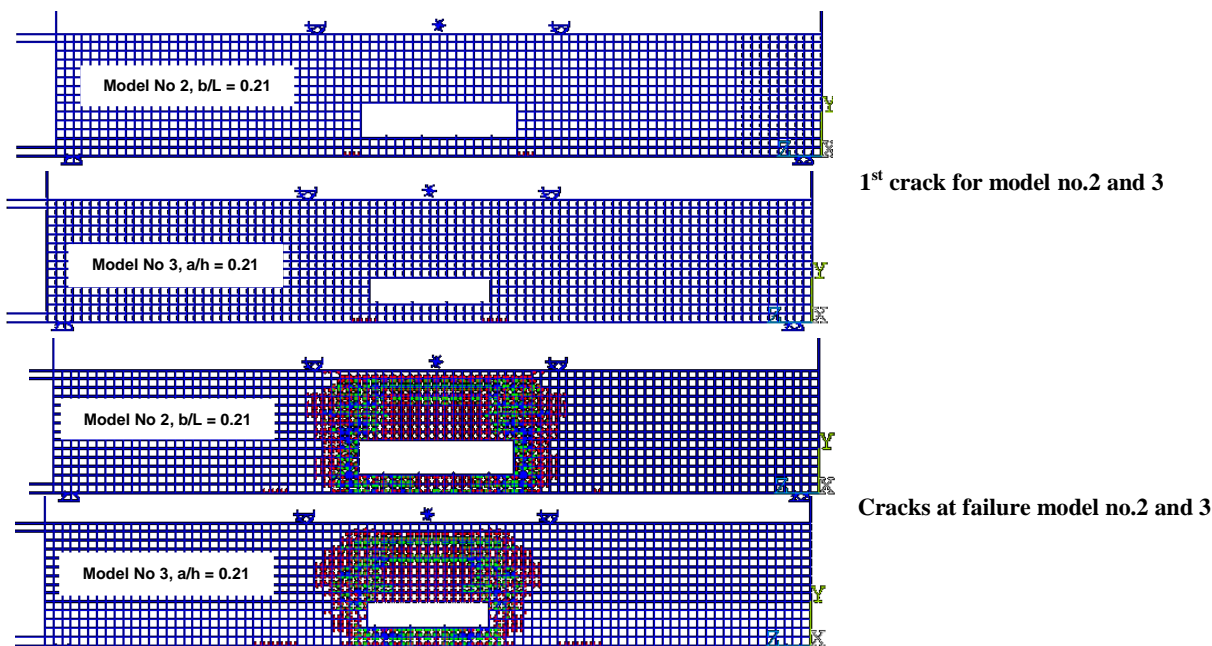 Model No 2, b/L = 0.21
Y
X
1st crack for model no.2 and 3
Model No 3, a/h = 0.21
Y
X
Model No 2, b/L = 0.21
Y
X
Cracks at failure model no.2 and 3
Model No 3, a/h = 0.21
Y
X